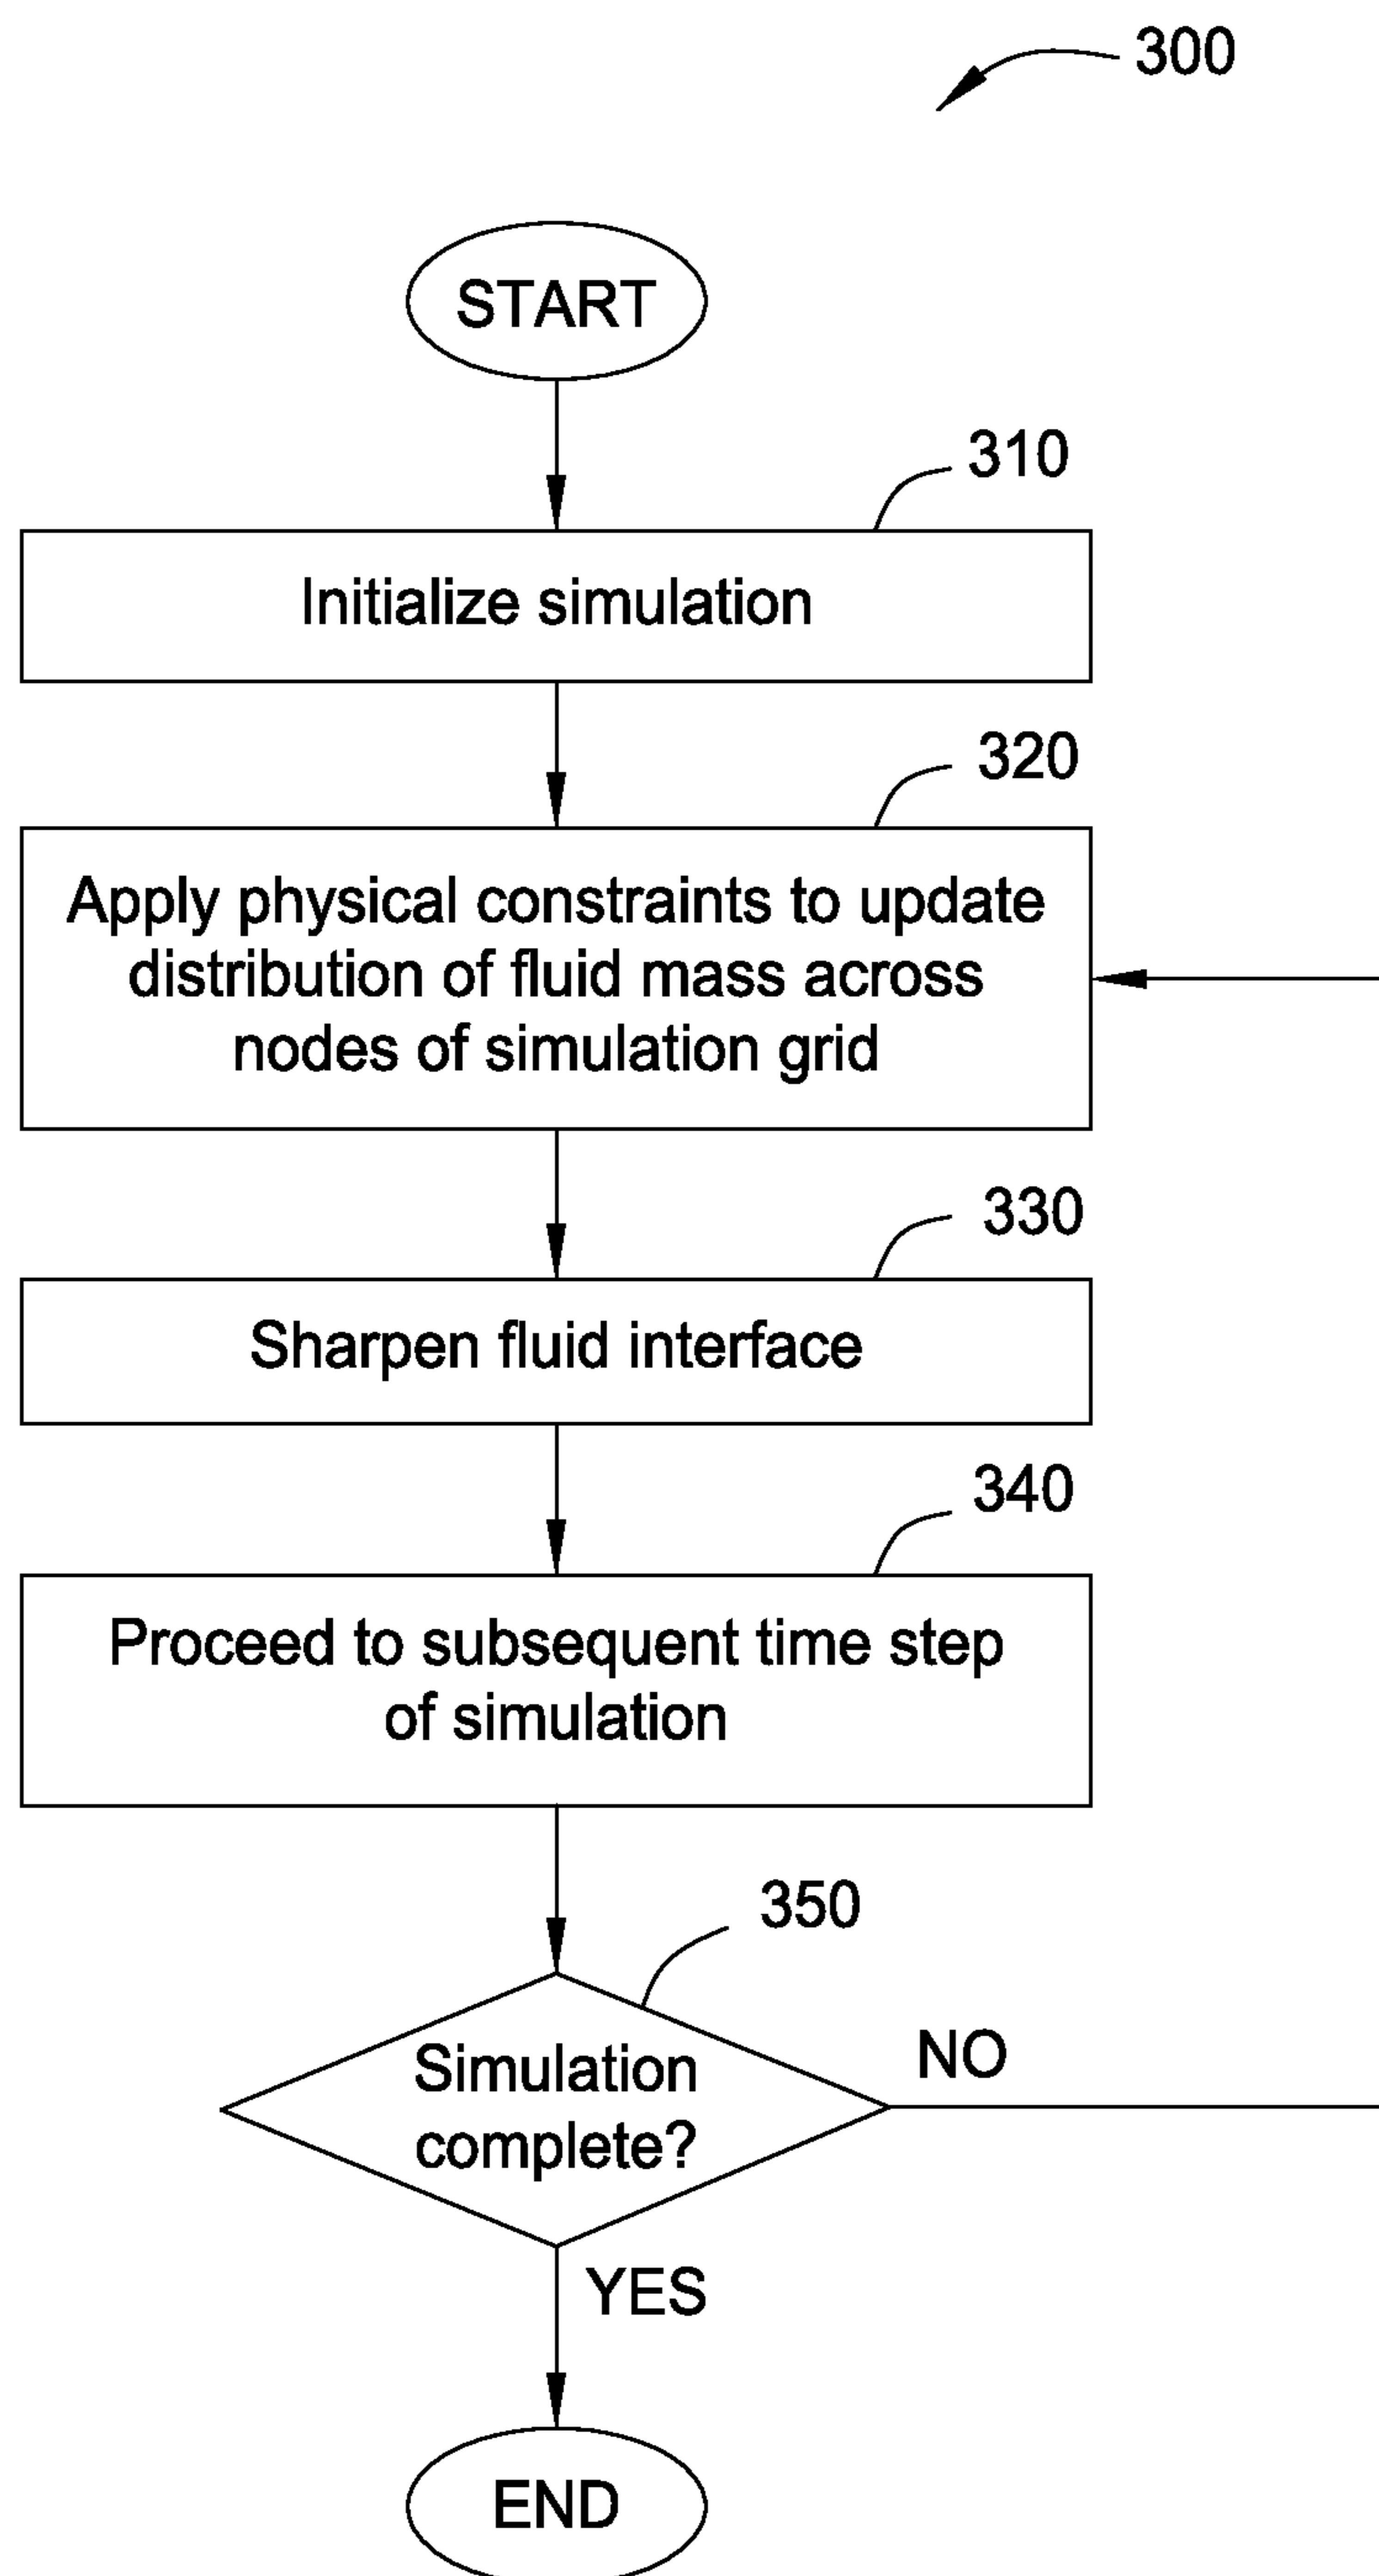 300
START
310
Initialize simulation
320
Apply physical constraints to update
distribution of fluid mass across
nodes of simulation grid
330
Sharpen fluid interface
340
Proceed to subsequent time step
of simulation
350
Simulation
complete?
NO
YES
END